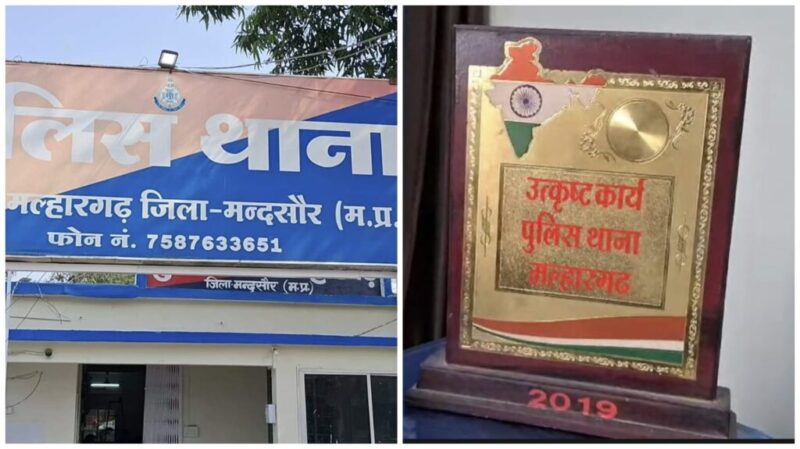 पुलिस थाना
मल्हारगढ़ जिला-मन्दसौर (म.प्र.
फोन नं. 7587633651
जिला-मन्दसौर (म.प्र.)
उत्कृष्ट कार्य
पुलिस थाना
मल्हारगढ
2019